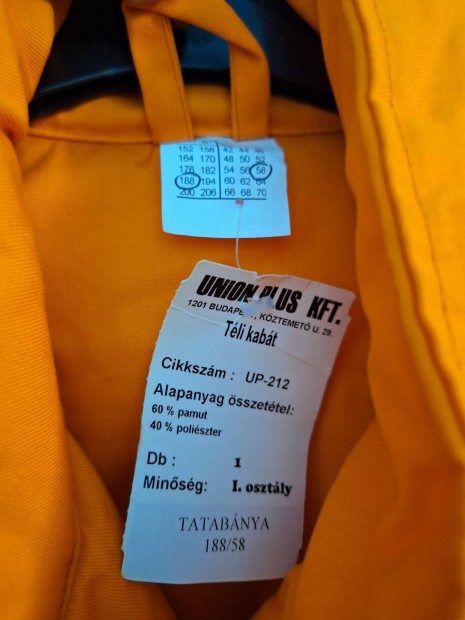 152 158 42 44 46
164 170 48 50 52
176 182 54 56 58
188 194 60 62 64
200 206 66 68 70
UNION PLUS KFT.
1201 BUDAPEST, KÖZTEMETŐ U. 29.
Téli kabát
Cikkszám : UP-212
Alapanyag összetétel:
60 % pamut
40 % poliészter
Db : 1
Minőség: I. osztály
TATABÁNYA
188/58